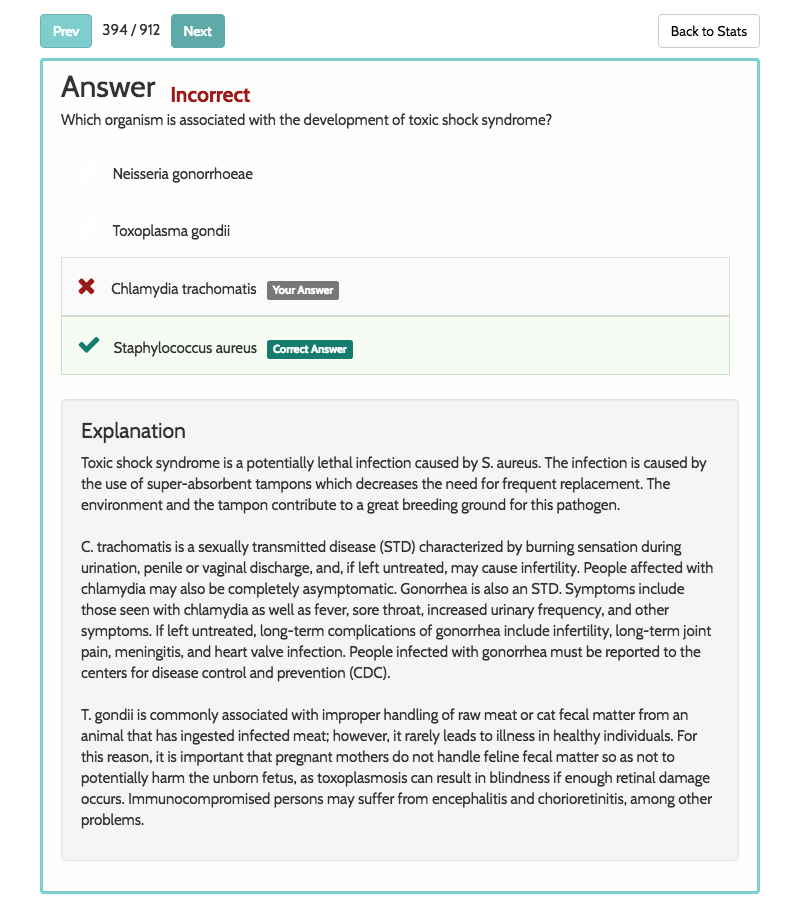 Prev 394 / 912 Next Back to Stats
Answer Incorrect
Which organism is associated with the development of toxic shock syndrome?
Neisseria gonorrhoeae
Toxoplasma gondii
Chlamydia trachomatis Your Answer
Staphylococcus aureus Correct Answer
Explanation
Toxic shock syndrome is a potentially lethal infection caused by S. aureus. The infection is caused by
the use of super-absorbent tampons which decreases the need for frequent replacement. The
environment and the tampon contribute to a great breeding ground for this pathogen.
C. trachomatis is a sexually transmitted disease (STD) characterized by burning sensation during
urination, penile or vaginal discharge, and, if left untreated, may cause infertility. People affected with
chlamydia may also be completely asymptomatic. Gonorrhea is also an STD. Symptoms include
those seen with chlamydia as well as fever, sore throat, increased urinary frequency, and other
symptoms. If left untreated, long-term complications of gonorrhea include infertility, long-term joint
pain, meningitis, and heart valve infection. People infected with gonorrhea must be reported to the
centers for disease control and prevention (CDC).
T. gondii is commonly associated with improper handling of raw meat or cat fecal matter from an
animal that has ingested infected meat; however, it rarely leads to illness in healthy individuals. For
this reason, it is important that pregnant mothers do not handle feline fecal matter so as not to
potentially harm the unborn fetus, as toxoplasmosis can result in blindness if enough retinal damage
occurs. Immunocompromised persons may suffer from encephalitis and chorioretinitis, among other
problems.